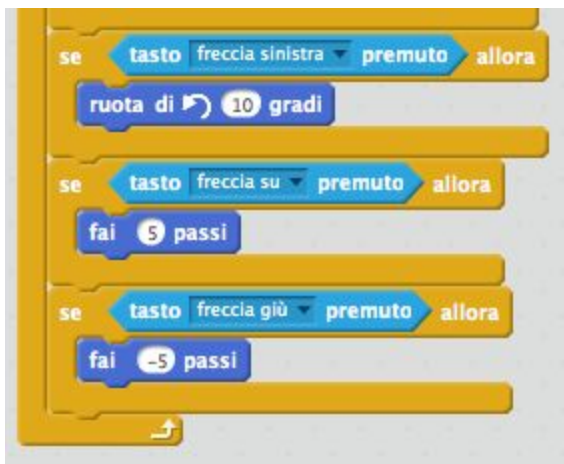 se tasto freccia sinistra premuto allora
ruota di 10 gradi
se tasto freccia su premuto allora
fai 5 passi
se tasto freccia giù premuto allora
fai -5 passi